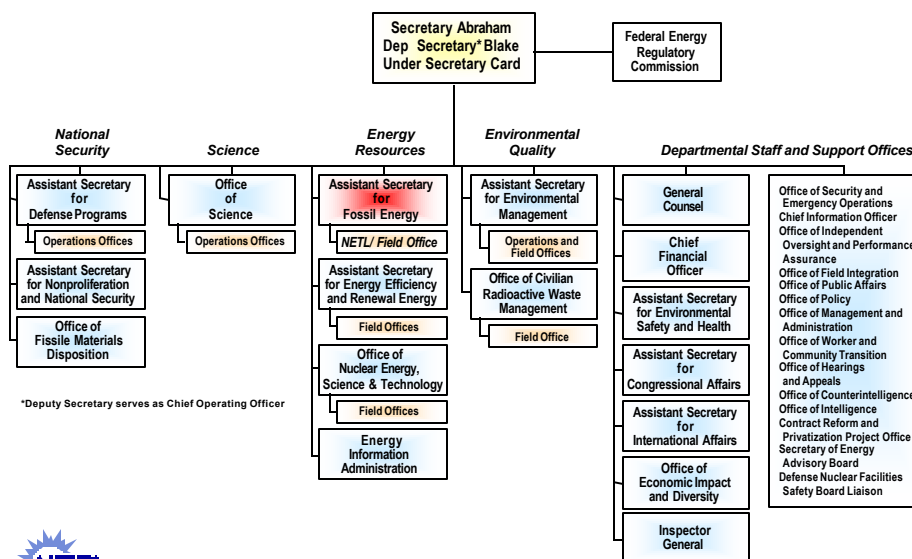 Secretary Abraham
Dep Secretary* Blake
Under Secretary Card
Federal Energy
Regulatory
Commission
National
Security
Science
Energy
Resources
Environmental
Quality
Departmental Staff and Support Offices
Assistant Secretary
for
Defense Programs
Operations Offices
Assistant Secretary
for Nonproliferation
and National Security
Office of
Fissile Materials
Disposition
*Deputy Secretary serves as Chief Operating Officer
Office
of
Science
Operations Offices
Assistant Secretary
for
Fossil Energy
NETL/ Field Office
Assistant Secretary
for Energy Efficiency
and Renewal Energy
Field Offices
Office of
Nuclear Energy,
Science & Technology
Field Offices
Energy
Information
Administration
Assistant Secretary
for Environmental
Management
Operations and
Field Offices
Office of Civilian
Radioactive Waste
Management
Field Office
General
Counsel
Chief
Financial
Officer
Assistant Secretary
for Environmental
Safety and Health
Assistant Secretary
for
Congressional Affairs
Assistant Secretary
for
International Affairs
Office of
Economic Impact
and Diversity
Inspector
General
Office of Security and
Emergency Operations
Chief Information Officer
Office of Independent
Oversight and Performance
Assurance
Office of Field Integration
Office of Public Affairs
Office of Policy
Office of Management and
Administration
Office of Worker and
Community Transition
Office of Hearings
and Appeals
Office of Counterintelligence
Office of Intelligence
Contract Reform and
Privatization Project Office
Secretary of Energy
Advisory Board
Defense Nuclear Facilities
Safety Board Liaison